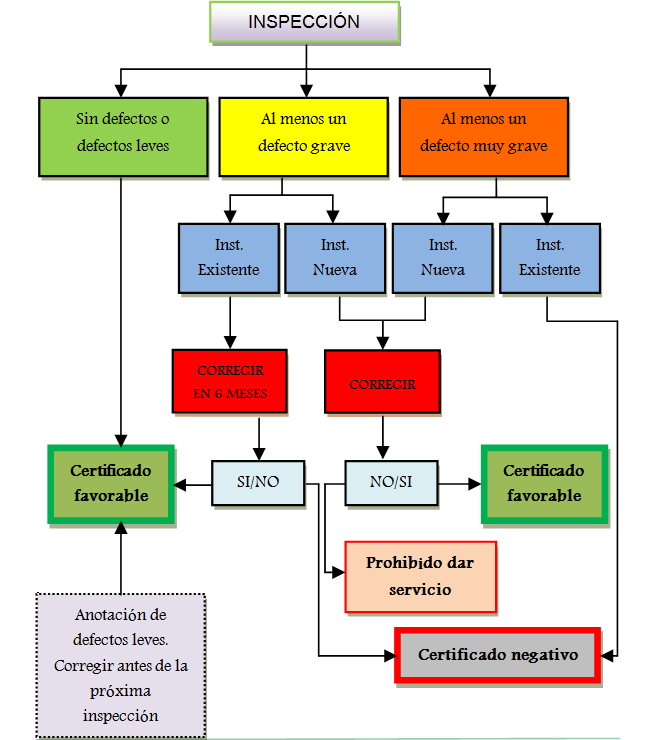 INSPECCIÓN
Sin defectos o
defectos leves
Al menos un
defecto grave
Al menos un
defecto muy grave
Inst.
Existente
Inst.
Nueva
Inst.
Nueva
Inst.
Existente
CORREGIR
EN 6 MESES
CORREGIR
Certificado
favorable
SI/NO
NO/SI
Certificado
favorable
Prohibido dar
servicio
Anotación de
defectos leves.
Corregir antes de la
próxima
inspección
Certificado negativo